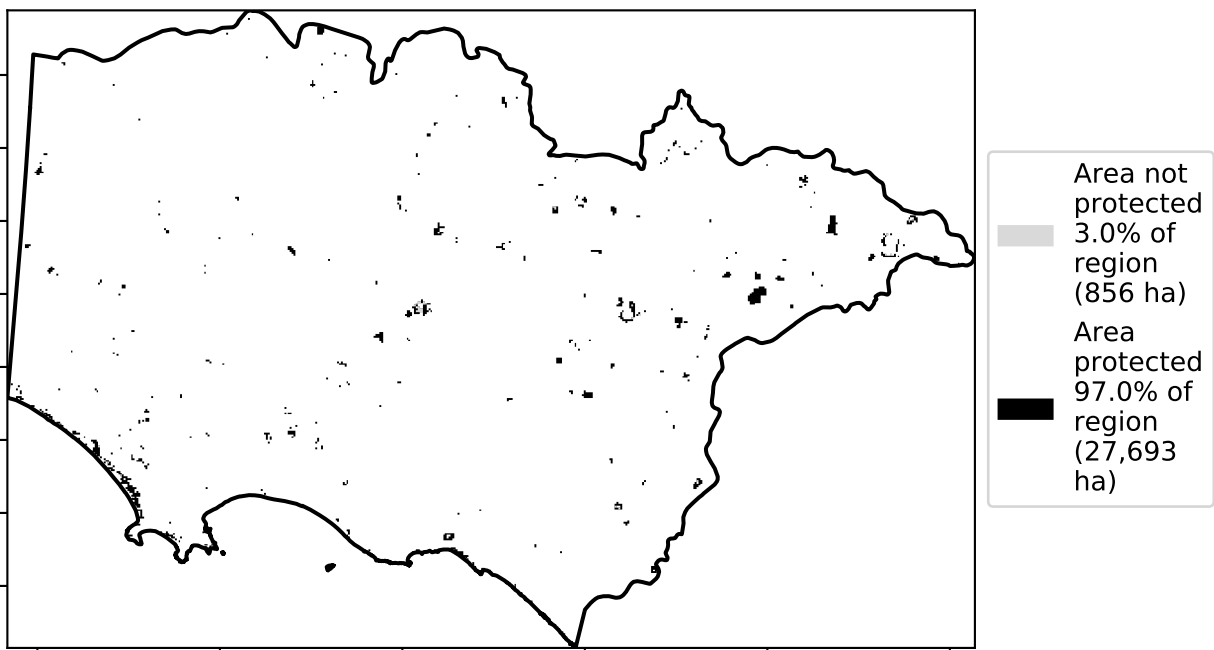 Area not
protected
3.0% of
region
(856 ha)
Area
protected
97.0% of
region
(27,693
ha)